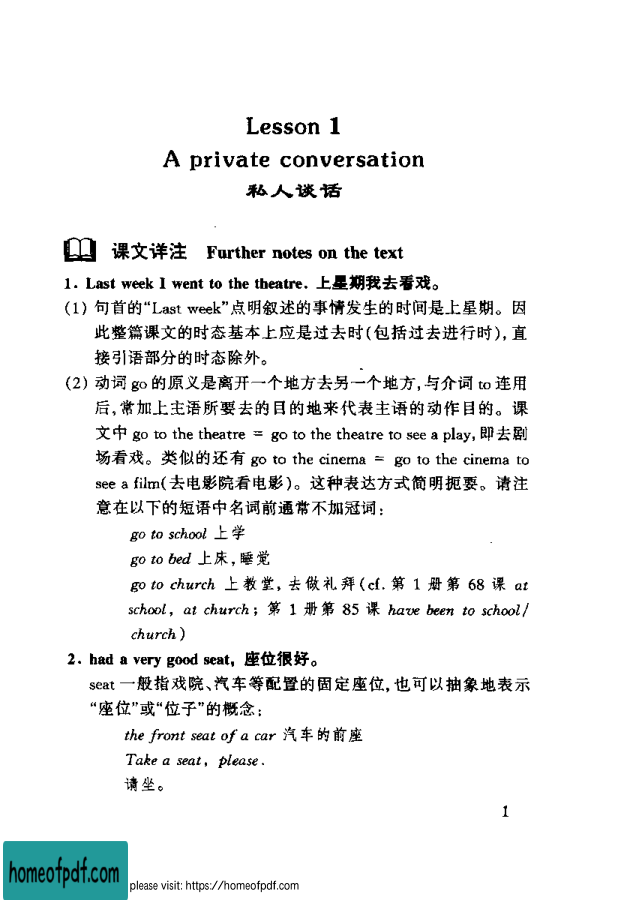 Lesson 1
A private conversation
私人谈话
课文详注 Further notes on the text
1. Last week I went to the theatre. 上星期我去看戏。
(1) 句首的“Last week”点明叙述的事情发生的时间是上星期。因
此整篇课文的时态基本上应是过去时(包括过去进行时),直
接引语部分的时态除外。
(2) 动词 go 的原义是离开一个地方去另一个地方,与介词 to 连用
后,常加上主语所要去的目的地来代表主语的动作目的。课
文中 go to the theatre = go to the theatre to see a play,即去剧
场看戏。类似的还有 go to the cinema = go to the cinema to
see a film(去电影院看电影)。这种表达方式简明扼要。请注
意在以下的短语中名词前通常不加冠词:
go to school 上学
go to bed 上床,睡觉
go to church 上教堂,去做礼拜(cf. 第 1 册第 68 课 at
school, at church; 第 1 册第 85 课 have been to school/
church)
2. had a very good seat, 座位很好。
seat 一般指戏院、汽车等配置的固定座位,也可以抽象地表示
“座位”或“位子”的概念:
the front seat of a car 汽车的前座
Take a seat, please.
请坐。
1
homeofpdf.com
please visit: https://homeofpdf.com